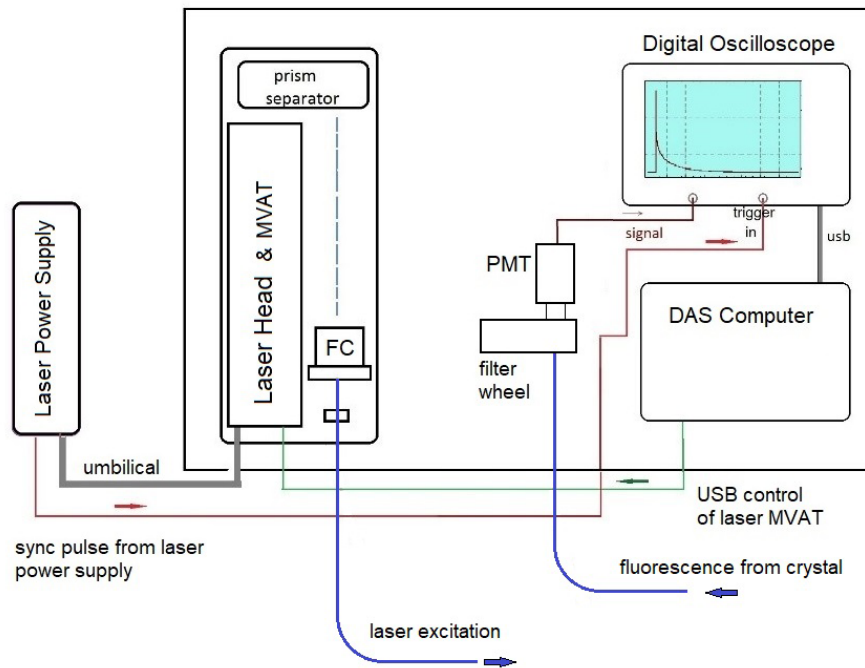 Digital Oscilloscope
prism
separator
Laser Head & MVAT
FC
Laser Power Supply
signal
trigger
in
usb
PMT
DAS Computer
filter
wheel
umbilical
USB control
of laser MVAT
sync pulse from laser
power supply
fluorescence from crystal
laser excitation